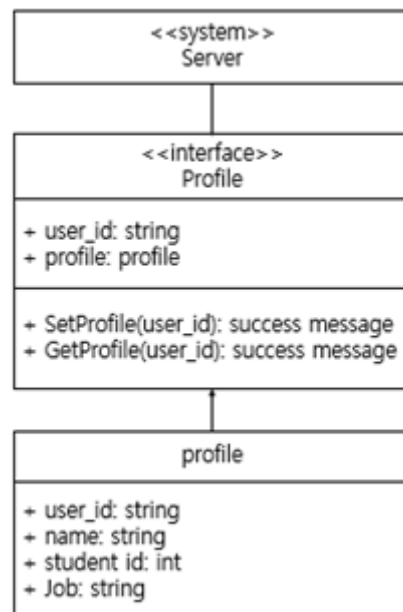 <<system>>
Server
<<interface>>
Profile
+ user_id: string
+ profile: profile
+ SetProfile(user_id): success message
+ GetProfile(user_id): success message
profile
+ user_id: string
+ name: string
+ student id: int
+ Job: string